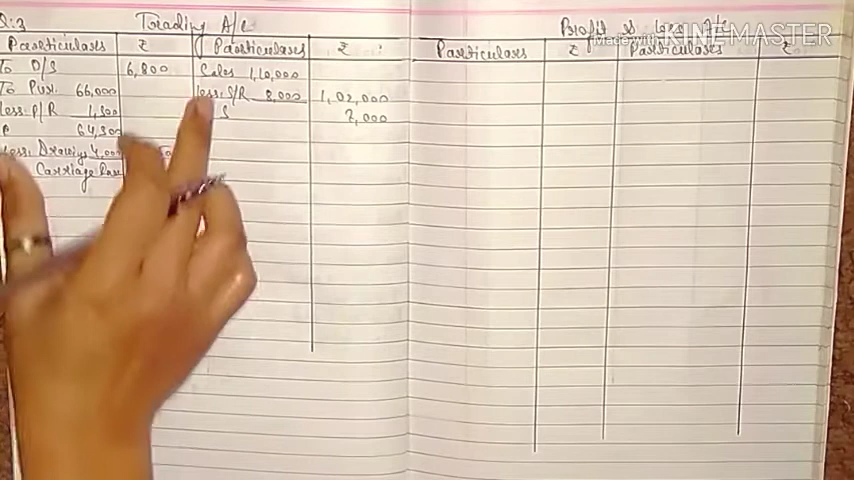 Q:3 Trading A/C
Particulars ₹ Particulars ₹
To O/S 6,800 Sales 1,10,000
To Pur. 66,000 less: S/R 8,000 1,02,000
less: P/R 1,500 S 7,000
64,500
less: Drawings 4,000
Carriage
Profit & Loss A/C
Particulars ₹ Particulars ₹
Made with KINEMASTER